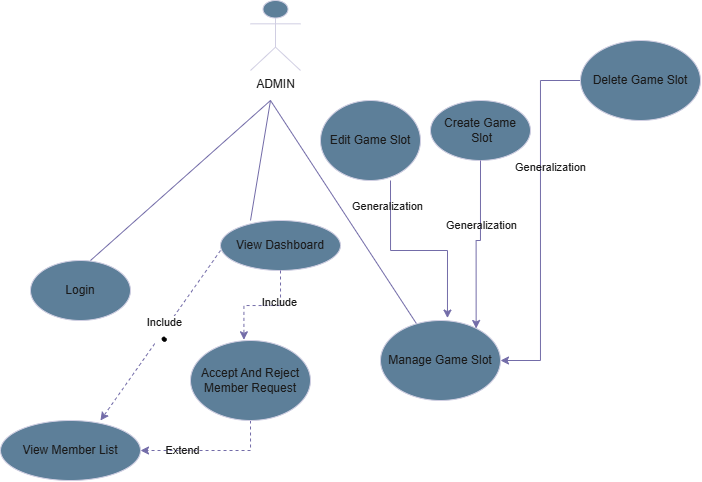 ADMIN
Delete Game Slot
Edit Game Slot
Create Game
Slot
Generalization
Generalization
Generalization
View Dashboard
Login
Include
Include
Accept And Reject
Member Request
Manage Game Slot
View Member List
Extend